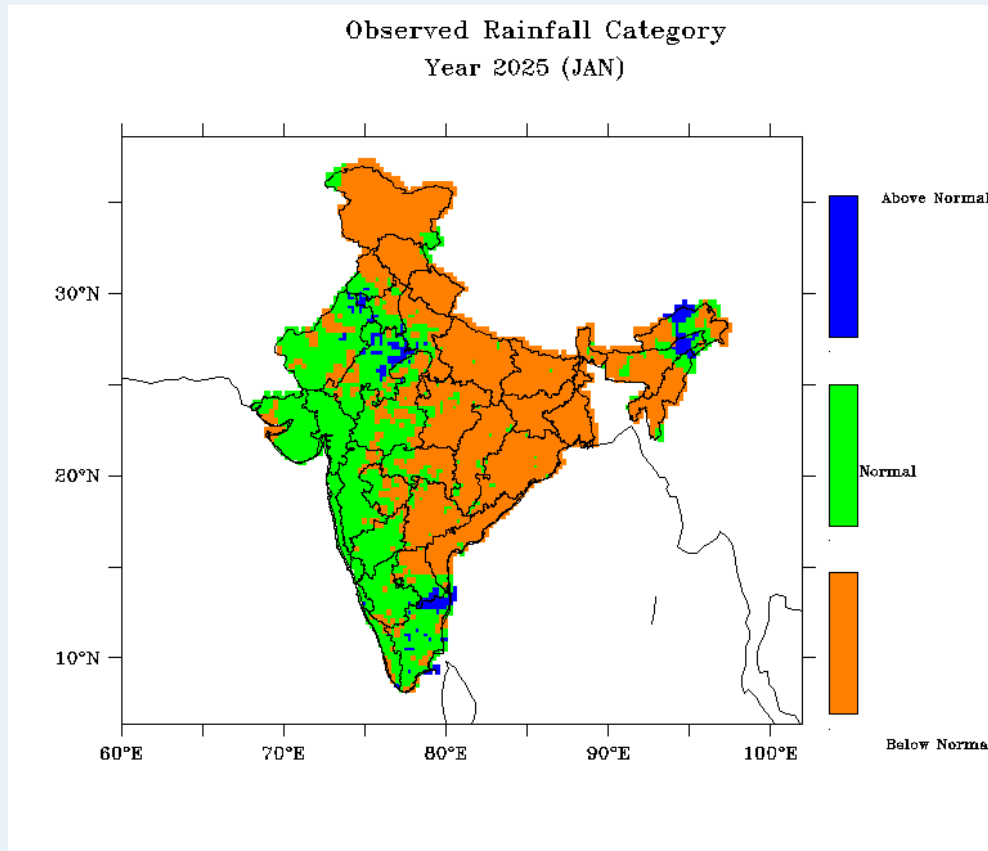 Observed Rainfall Category
Year 2025 (JAN)
Above Normal
30°N
Normal
20°N
10°N
Below Norma
60°E 70°E 80°E 90°E 100°E